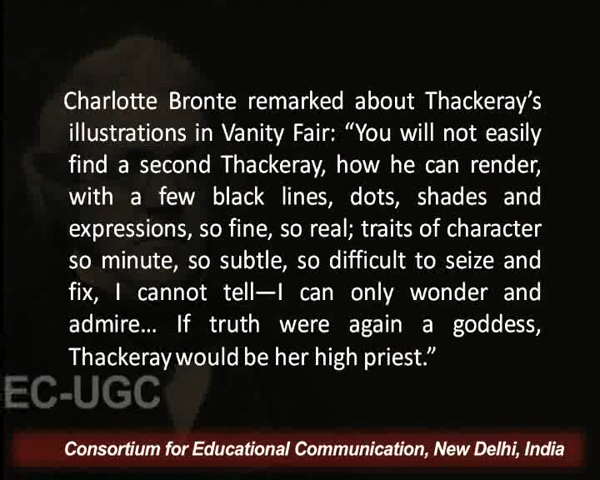 Charlotte Bronte remarked about Thackeray’s
illustrations in Vanity Fair: “You will not easily
find a second Thackeray, how he can render,
with a few black lines, dots, shades and
expressions, so fine, so real; traits of character
so minute, so subtle, so difficult to seize and
fix, I cannot tell—I can only wonder and
admire... If truth were again a goddess,
Thackeray would be her high priest.”
EC-UGC
Consortium for Educational Communication, New Delhi, India